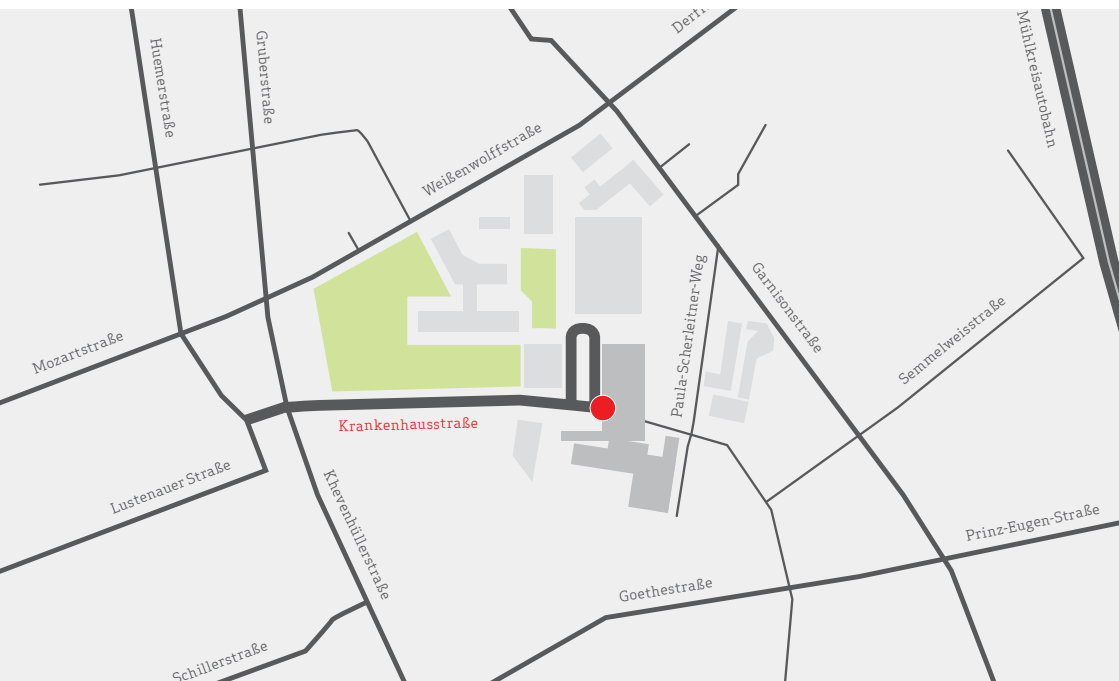 Derffl
Mühlkreisautobahn
Huemerstraße
Gruberstraße
Weißenwolffstraße
Paula-Scherleitner-Weg
Garnisonstraße
Semmelweisstraße
Mozartstraße
Krankenhausstraße
Lustenauer Straße
Khevenhüllerstraße
Prinz-Eugen-Straße
Goethestraße
Schillerstraße